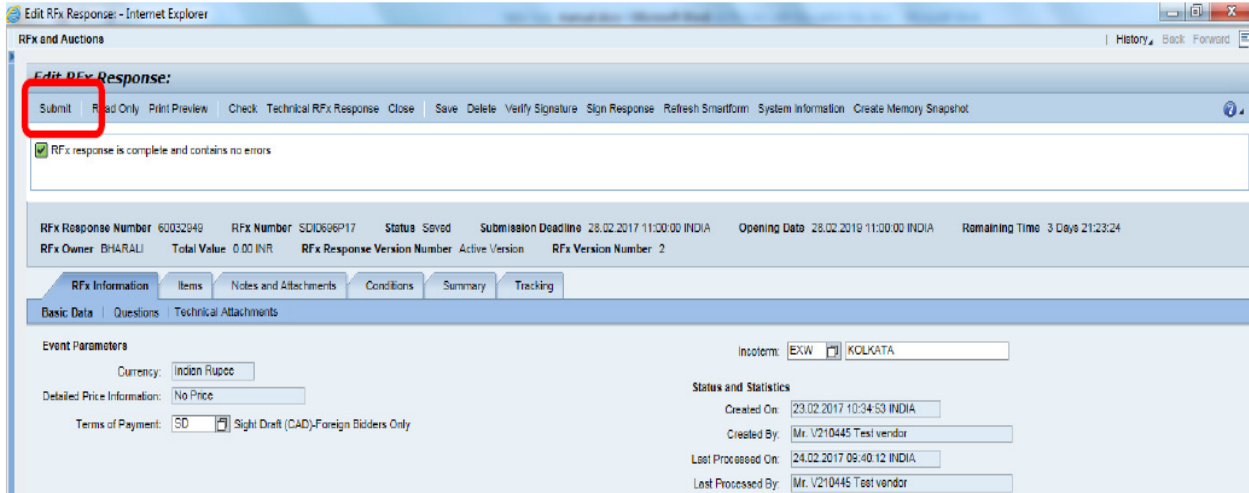 Edit RFx Response: - Internet Explorer
RFx and Auctions History Back Forward
Edit RFx Response:
Submit Read Only Print Preview Check Technical RFx Response Close Save Delete Verify Signature Sign Response Refresh Smartform System Information Create Memory Snapshot
RFx response is complete and contains no errors
RFx Response Number 60032949 RFx Number SDID696P17 Status Saved Submission Deadline 28.02.2017 11:00:00 INDIA Opening Date 28.02.2019 11:00:00 INDIA Remaining Time 3 Days 21:23:24
RFx Owner BHARALI Total Value 0.00 INR RFx Response Version Number Active Version RFx Version Number 2
RFx Information Items Notes and Attachments Conditions Summary Tracking
Basic Data Questions Technical Attachments
Event Parameters
Currency: Indian Rupee
Detailed Price Information: No Price
Terms of Payment: SD Sight Draft (CAD)-Foreign Bidders Only
Incoterm: EXW KOLKATA
Status and Statistics
Created On: 23.02.2017 10:34:53 INDIA
Created By: Mr. V210445 Test vendor
Last Processed On: 24.02.2017 09:40:12 INDIA
Last Processed By: Mr. V210445 Test vendor